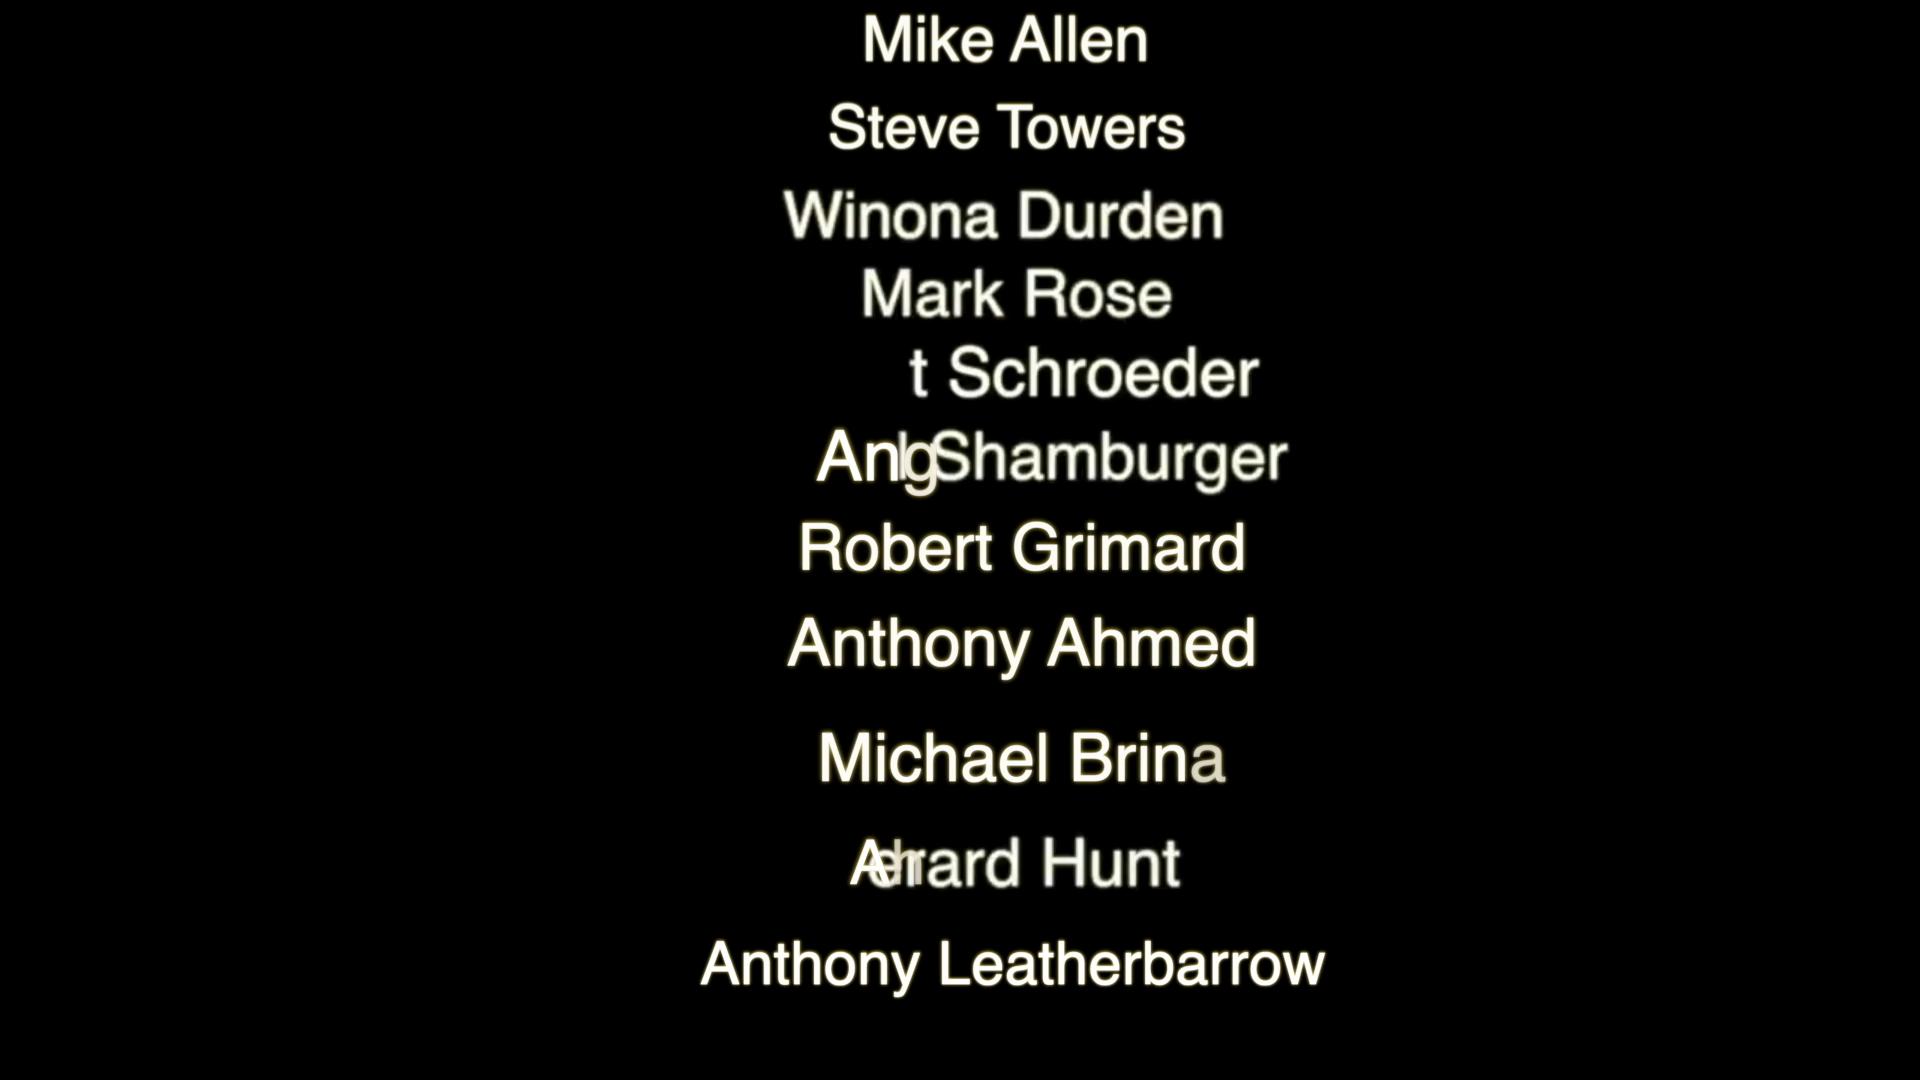 Mike Allen
Steve Towers
Winona Durden
Mark Rose
t Schroeder
Shamburger
Robert Grimard
Anthony Ahmed
Michael Brina
Hunt
Anthony Leatherbarrow